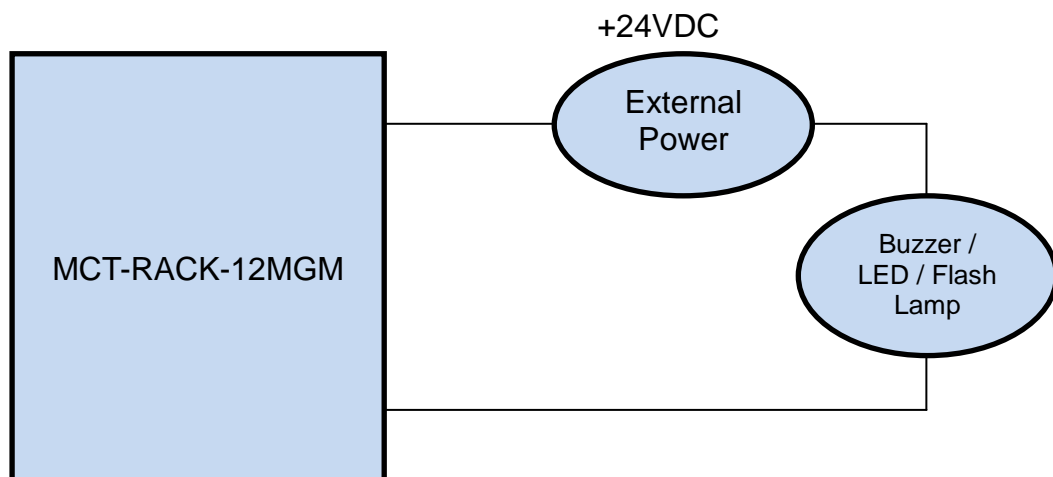 +24VDC
External
Power
MCT-RACK-12MGM
Buzzer /
LED / Flash
Lamp